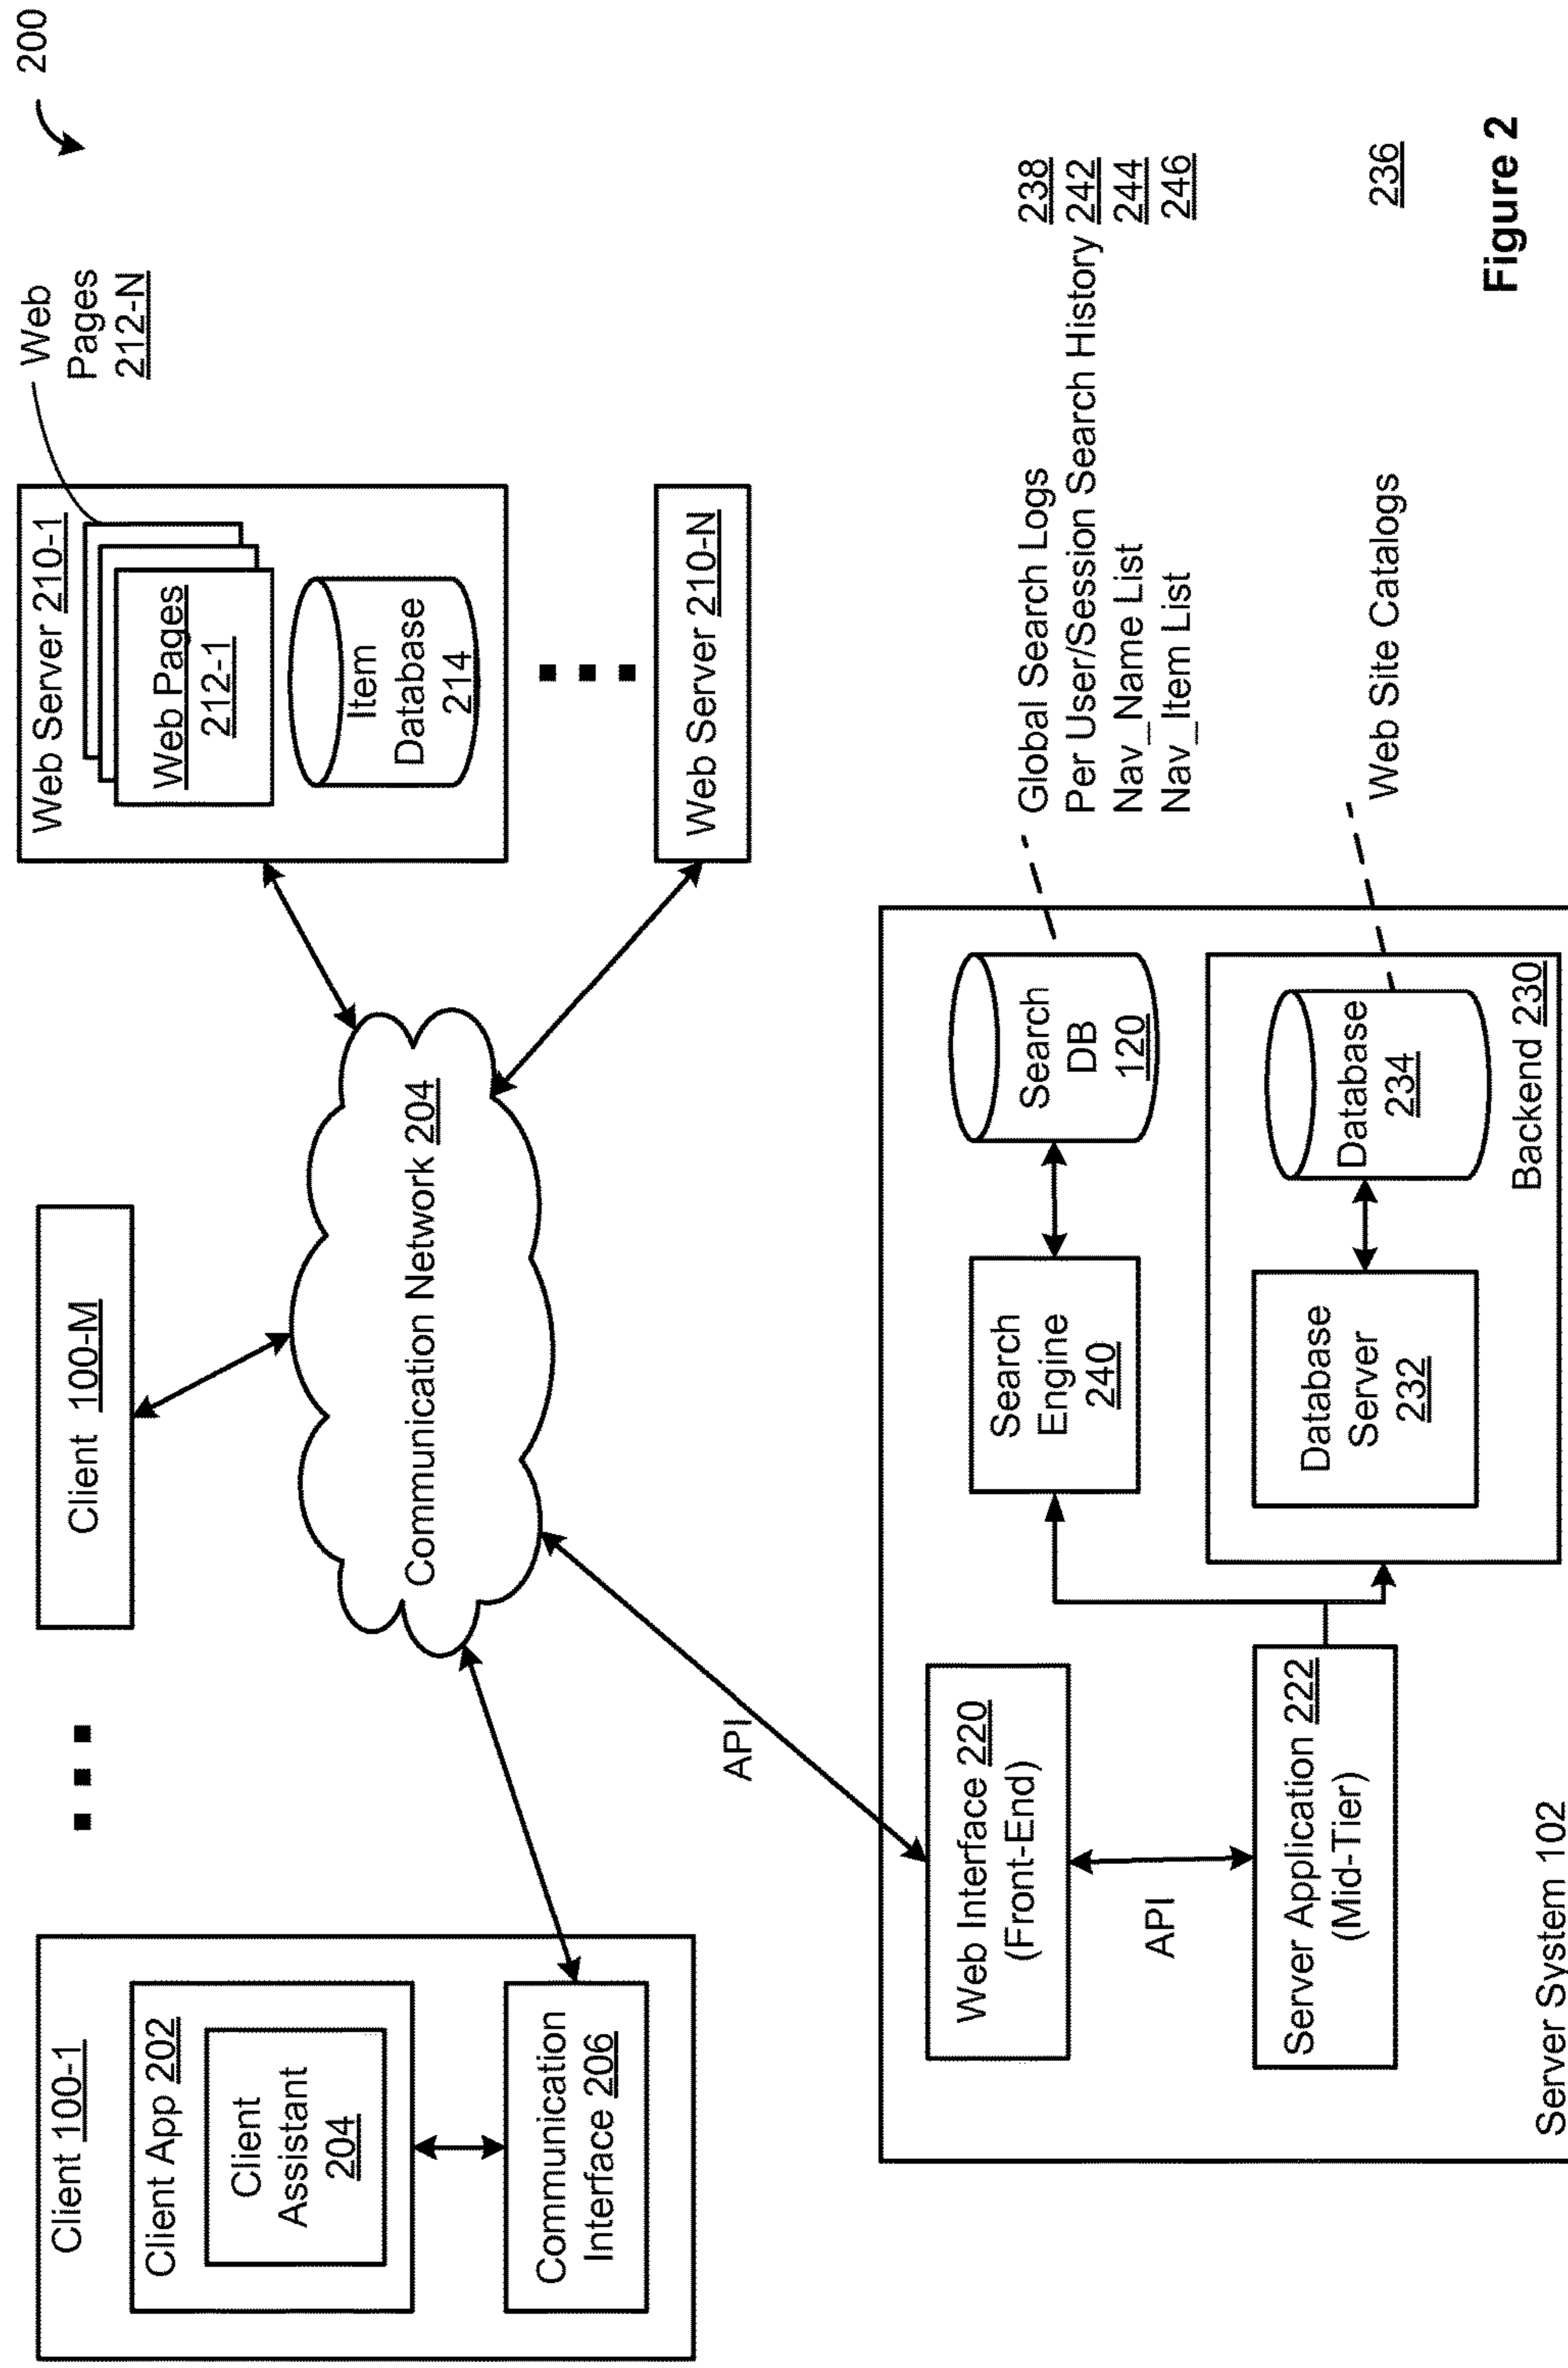 200
Client 100-1
Client App 202
Client
Assistant
204
Communication
Interface 206
Client 100-M
Communication Network 204
Web Server 210-1
Web Pages
212-1
Item
Database
214
Web
Pages
212-N
Web Server 210-N
API
Web Interface 220
(Front-End)
API
Server Application 222
(Mid-Tier)
Server System 102
Search
Engine
240
Search
DB
120
Database
Server
232
Database
234
Backend 230
Global Search Logs 238
Per User/Session Search History 242
Nav_Name List 244
Nav_Item List 246
Web Site Catalogs 236
Figure 2